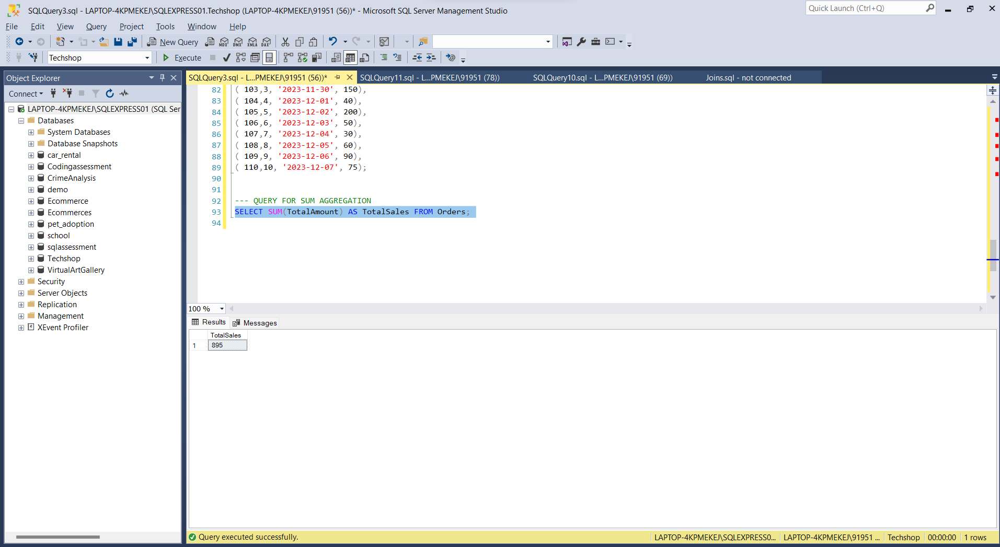 SQLQuery3.sql - LAPTOP-4KPMEKEJ\SQLEXPRESS01.Techshop (LAPTOP-4KPMEKEJ\91951 (56))* - Microsoft SQL Server Management Studio
Quick Launch (Ctrl+Q)
File Edit View Query Project Tools Window Help
New Query MDX DMX XMLA DAX
Techshop Execute
Object Explorer
Connect
LAPTOP-4KPMEKEJ\SQLEXPRESS01 (SQL Ser
Databases
System Databases
Database Snapshots
car_rental
Codingassessment
CrimeAnalysis
demo
Ecommerce
Ecommerces
pet_adoption
school
sqlassessment
Techshop
VirtualArtGallery
Security
Server Objects
Replication
Management
XEvent Profiler
SQLQuery3.sql - L...PMEKEJ\91951 (56))* SQLQuery11.sql - L...PMEKEJ\91951 (78)) SQLQuery10.sql - L...PMEKEJ\91951 (69)) Joins.sql - not connected
82 ( 103,3, '2023-11-30', 150),
83 ( 104,4, '2023-12-01', 40),
84 ( 105,5, '2023-12-02', 200),
85 ( 106,6, '2023-12-03', 50),
86 ( 107,7, '2023-12-04', 30),
87 ( 108,8, '2023-12-05', 60),
88 ( 109,9, '2023-12-06', 90),
89 ( 110,10, '2023-12-07', 75);
90
91
92 --- QUERY FOR SUM AGGREGATION
93 SELECT SUM(TotalAmount) AS TotalSales FROM Orders;
94
100 %
Results Messages
TotalSales
1 895
Query executed successfully. LAPTOP-4KPMEKEJ\SQLEXPRESS0... LAPTOP-4KPMEKEJ\91951 ... Techshop 00:00:00 1 rows